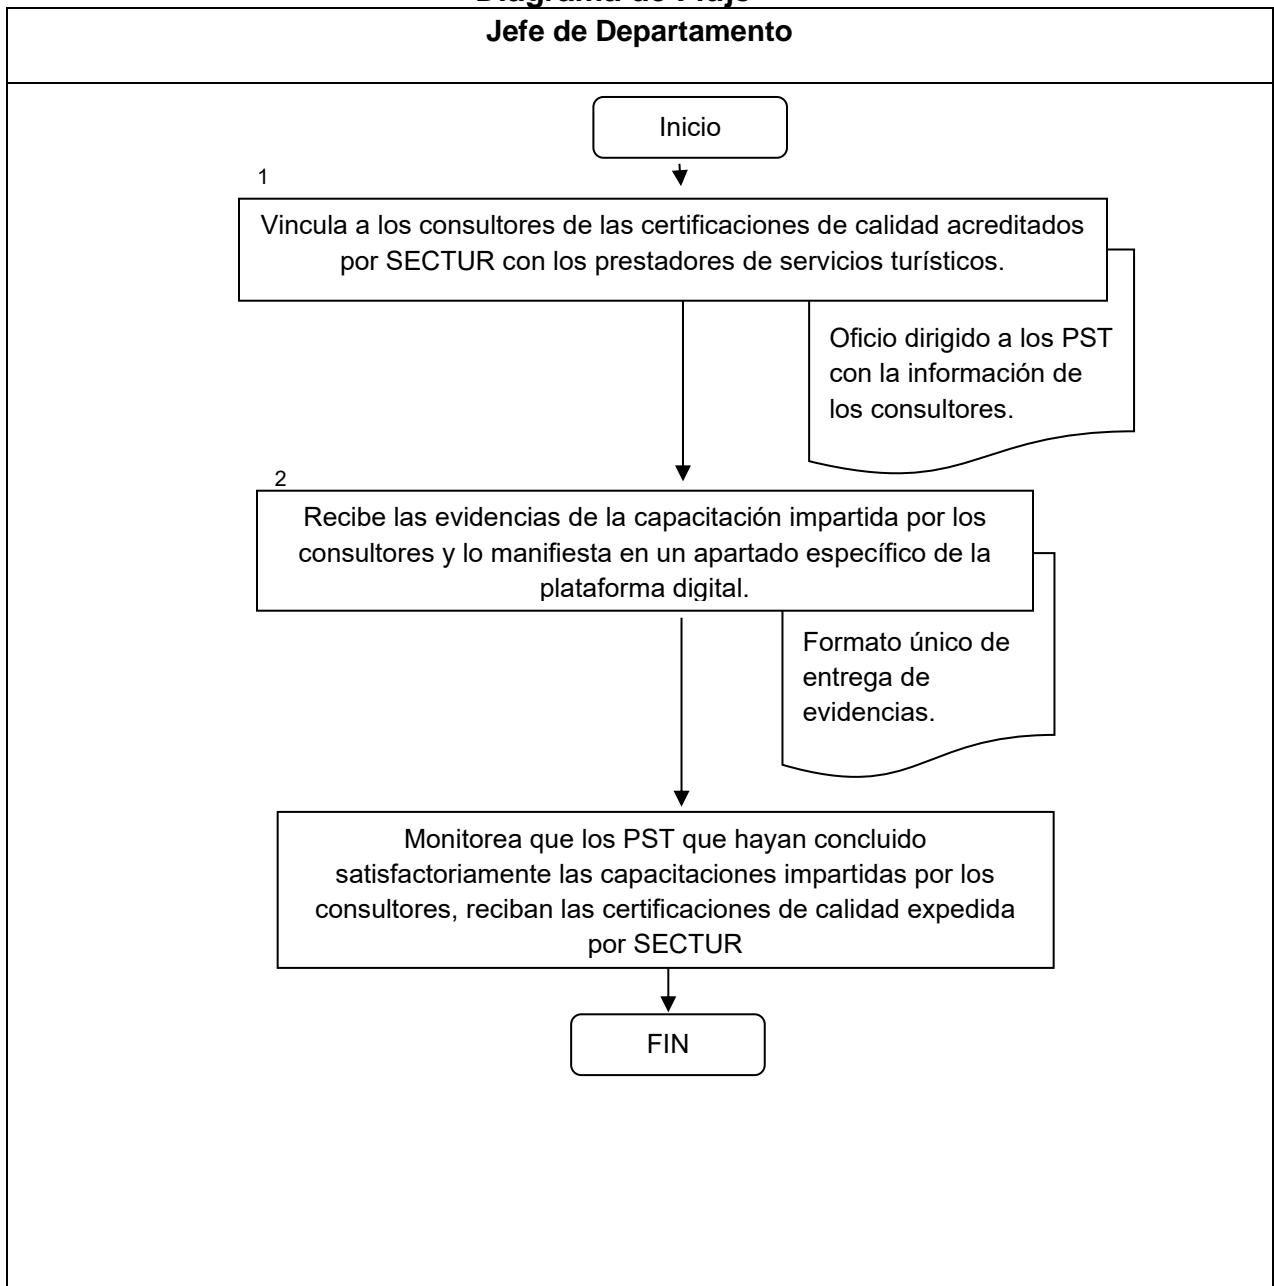 Diagrama de Flujo
Jefe de Departamento
Inicio
1
Vincula a los consultores de las certificaciones de calidad acreditados
por SECTUR con los prestadores de servicios turísticos.
Oficio dirigido a los PST
con la información de
los consultores.
2
Recibe las evidencias de la capacitación impartida por los
consultores y lo manifiesta en un apartado específico de la
plataforma digital.
Formato único de
entrega de
evidencias.
Monitorea que los PST que hayan concluido
satisfactoriamente las capacitaciones impartidas por los
consultores, reciban las certificaciones de calidad expedida
por SECTUR
FIN